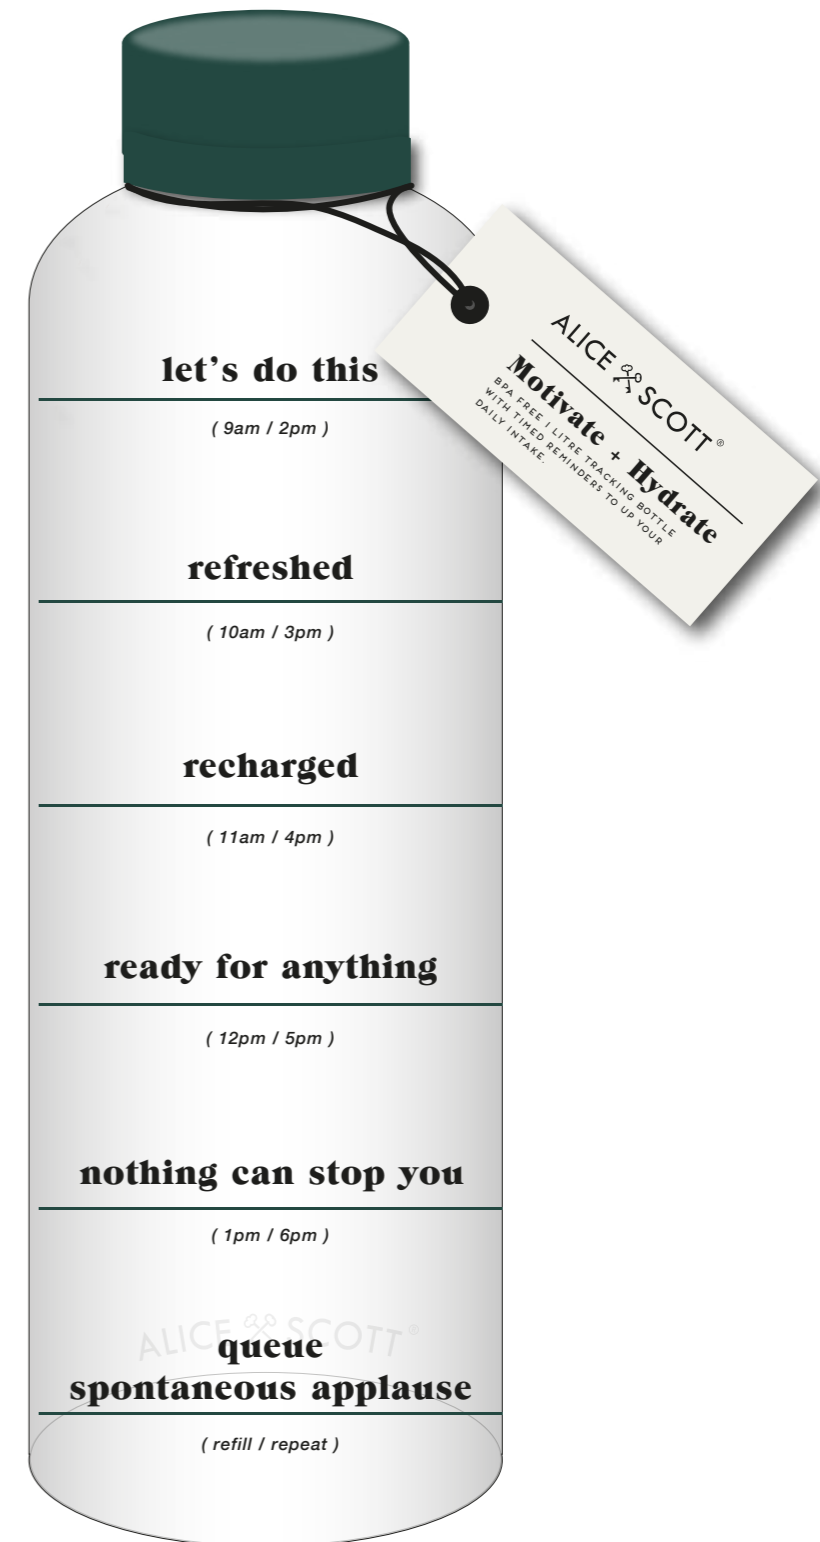 let's do this
( 9am / 2pm )
refreshed
( 10am / 3pm )
recharged
( 11am / 4pm )
ready for anything
( 12pm / 5pm )
nothing can stop you
( 1pm / 6pm )
ALICE SCOTT®
queue
spontaneous applause
( refill / repeat )
ALICE SCOTT®
Motivate + Hydrate
BPA FREE 1 LITRE TRACKING BOTTLE
WITH TIMED REMINDERS TO UP YOUR
DAILY INTAKE.